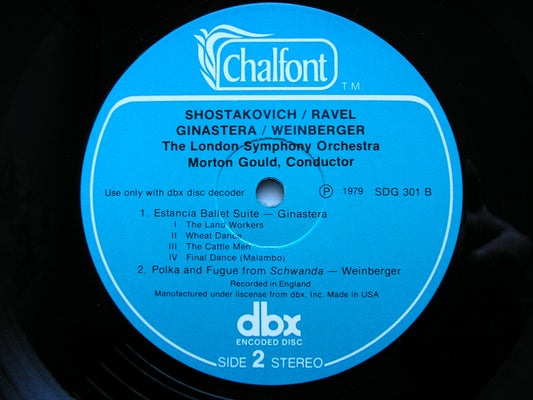 Chalfont
T.M.
SHOSTAKOVICH / RAVEL
GINASTERA / WEINBERGER
The London Symphony Orchestra
Morton Gould, Conductor
Use only with dbx disc decoder Ⓟ 1979 SDG 301 B
1. Estancia Ballet Suite — Ginastera
I The Land Workers
II Wheat Dance
III The Cattle Men
IV Final Dance (Malambo)
2. Polka and Fugue from Schwanda — Weinberger
Recorded in England
Manufactured under liscense from dbx, Inc. Made in USA
dbx
ENCODED DISC
SIDE 2 STEREO